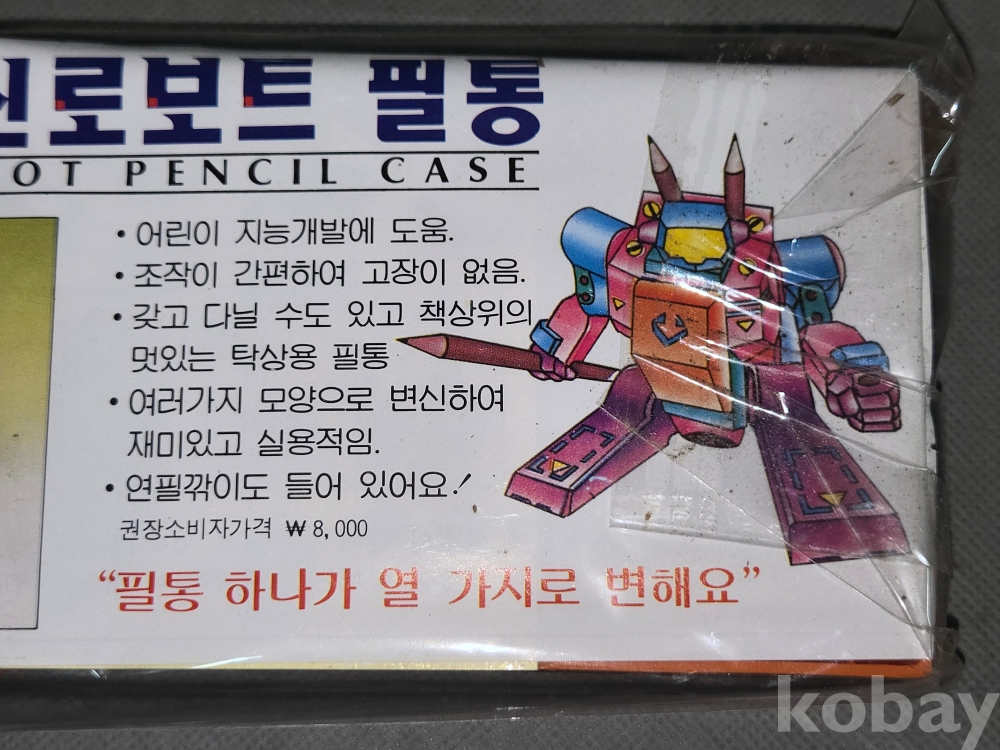 신로보트 필통
OT PENCIL CASE
• 어린이 지능개발에 도움.
• 조작이 간편하여 고장이 없음.
• 갖고 다닐 수도 있고 책상위의
멋있는 탁상용 필통
• 여러가지 모양으로 변신하여
재미있고 실용적임.
• 연필깎이도 들어 있어요!
권장소비자가격 ₩8,000
“필통 하나가 열 가지로 변해요”
kobay